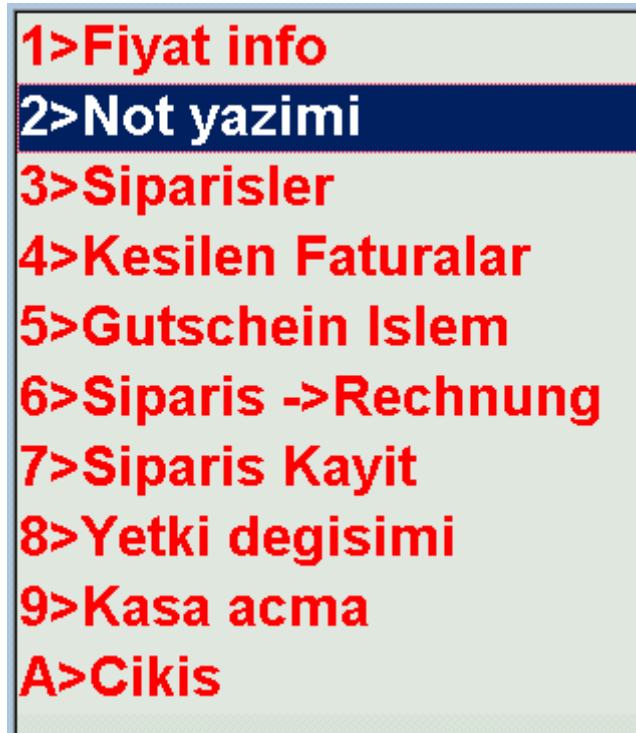 1>Fiyat info
2>Not yazimi
3>Siparisler
4>Kesilen Faturalar
5>Gutschein Islem
6>Siparis ->Rechnung
7>Siparis Kayit
8>Yetki degisimi
9>Kasa acma
A>Cikis